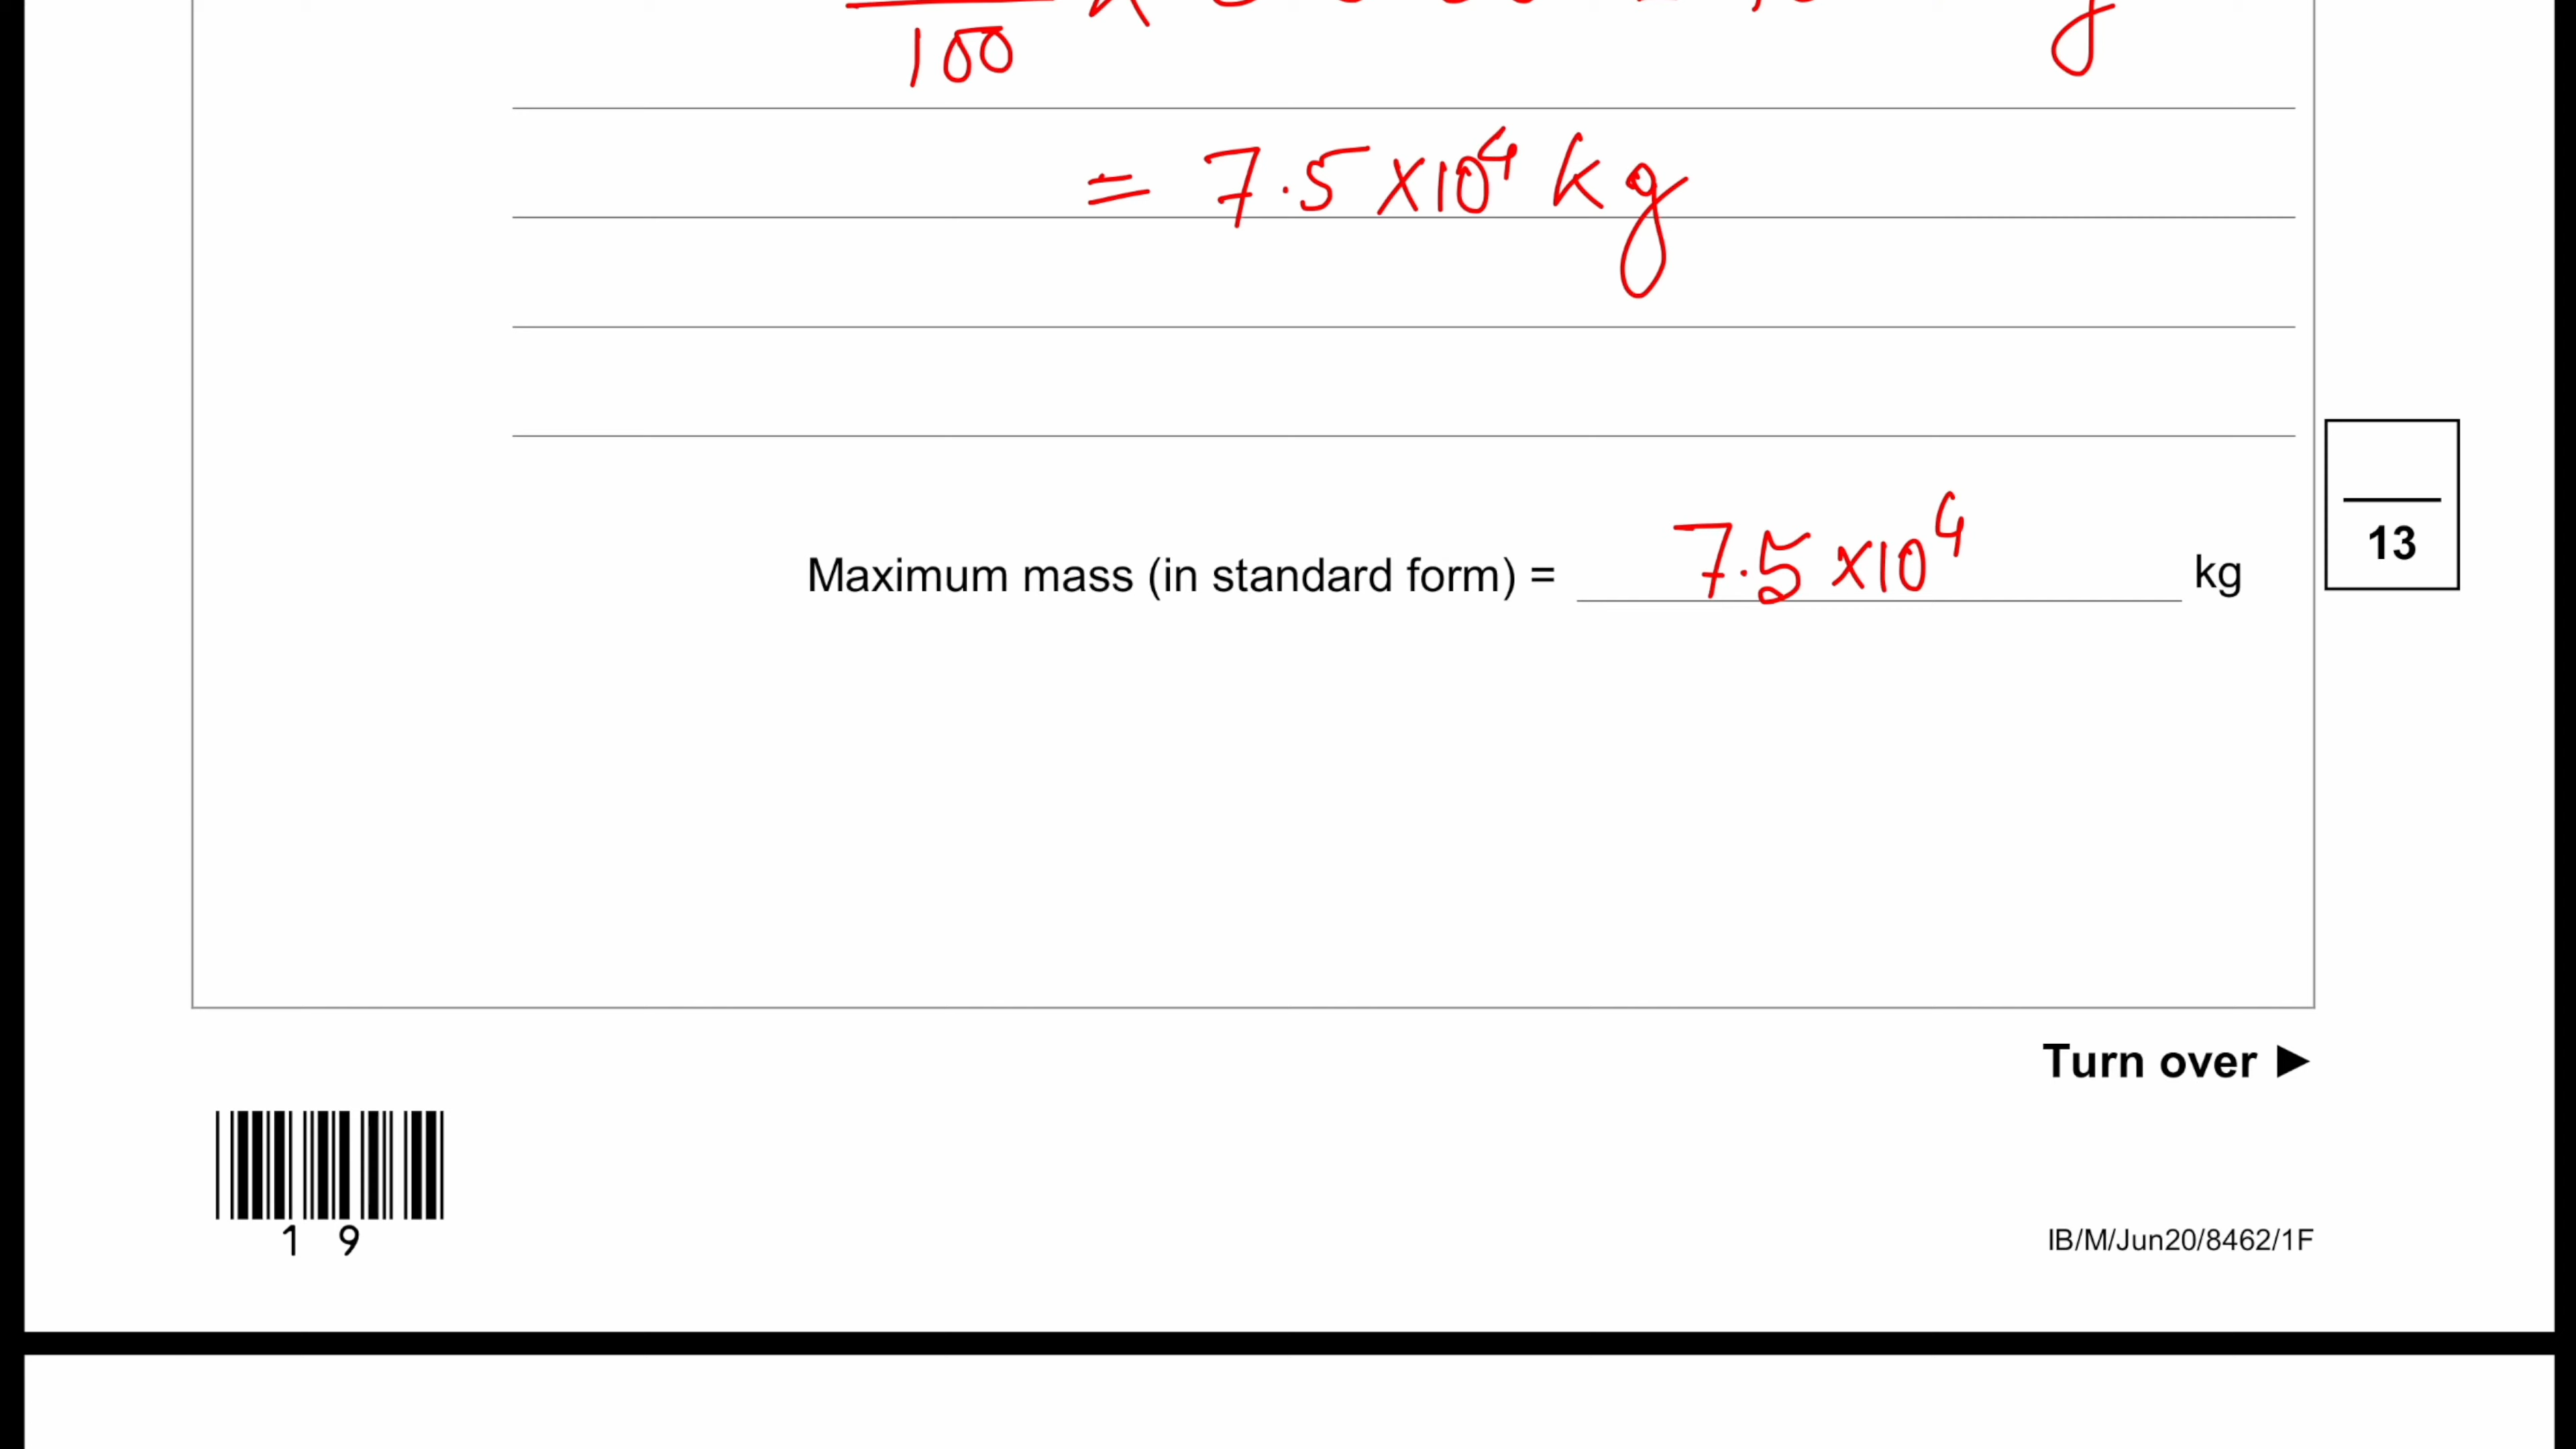 100
= 7.5 x10⁴ kg
Maximum mass (in standard form) = 7.5 x10⁴ kg
13
Turn over ►
1 9
IB/M/Jun20/8462/1F